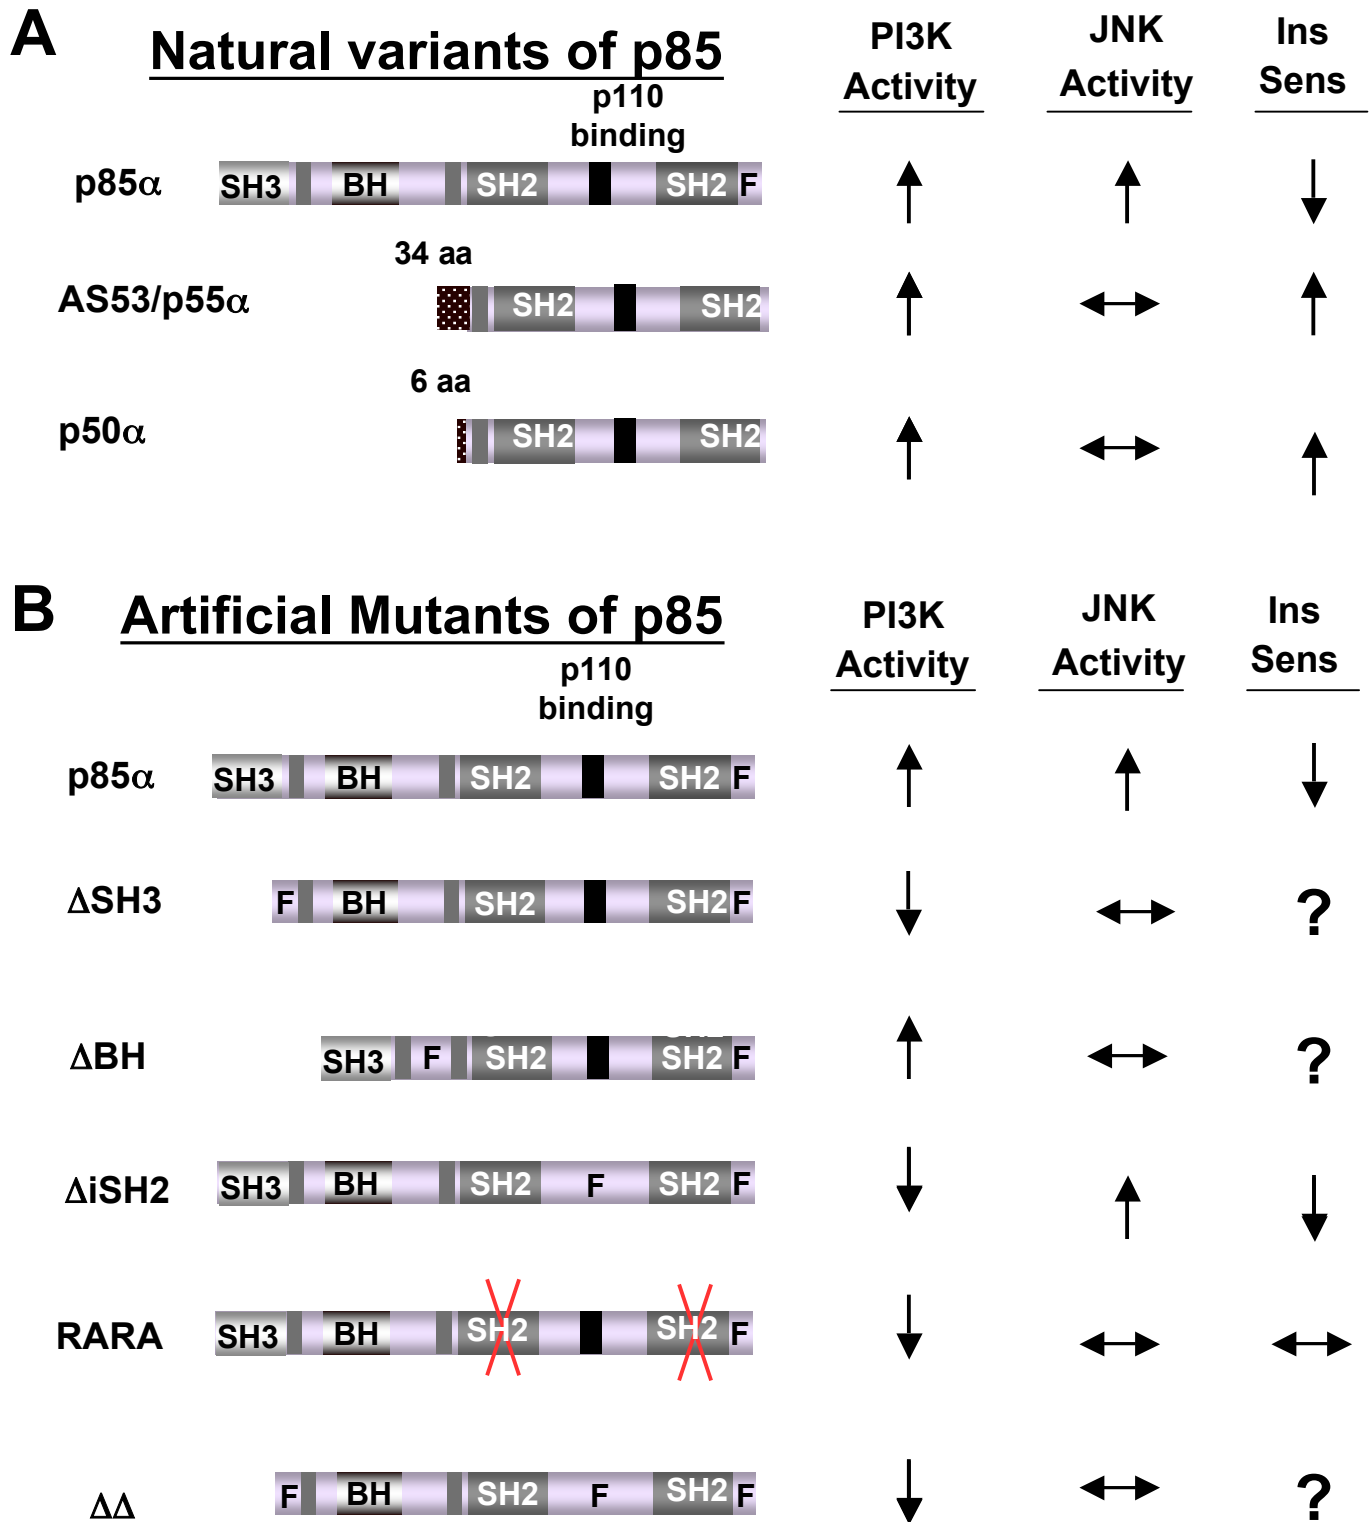 A Natural variants of p85 PI3K Activity JNK Activity Ins Sens
p110 binding
p85α SH3 BH SH2 SH2 F
34 aa
AS53/p55α SH2 SH2
6 aa
p50α SH2 SH2
B Artificial Mutants of p85 PI3K Activity JNK Activity Ins Sens
p110 binding
p85α SH3 BH SH2 SH2 F
ΔSH3 F BH SH2 SH2 F ?
ΔBH SH3 F SH2 SH2 F ?
ΔiSH2 SH3 BH SH2 F SH2 F
RARA SH3 BH SH2 SH2 F
ΔΔ F BH SH2 F SH2 F ?